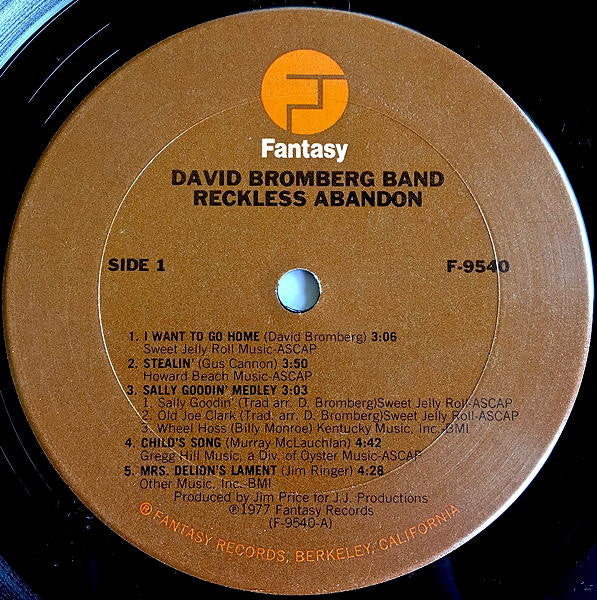 Fantasy
DAVID BROMBERG BAND
RECKLESS ABANDON
SIDE 1
F-9540
1. I WANT TO GO HOME (David Bromberg) 3:06
Sweet Jelly Roll Music-ASCAP
2. STEALIN' (Gus Cannon) 3:50
Howard Beach Music-ASCAP
3. SALLY GOODIN' MEDLEY 3:03
1. Sally Goodin' (Trad arr. D. Bromberg)Sweet Jelly Roll-ASCAP
2. Old Joe Clark (Trad. arr. D. Bromberg)Sweet Jelly Roll-ASCAP
3. Wheel Hoss (Billy Monroe) Kentucky Music, Inc.-BMI
4. CHILD'S SONG (Murray McLauchlan) 4:42
Gregg Hill Music, a Div. of Oyster Music-ASCAP
5. MRS. DELION'S LAMENT (Jim Ringer) 4:28
Other Music, Inc.-BMI
Produced by Jim Price for J.J. Productions
℗1977 Fantasy Records
(F-9540-A)
® FANTASY RECORDS, BERKELEY, CALIFORNIA